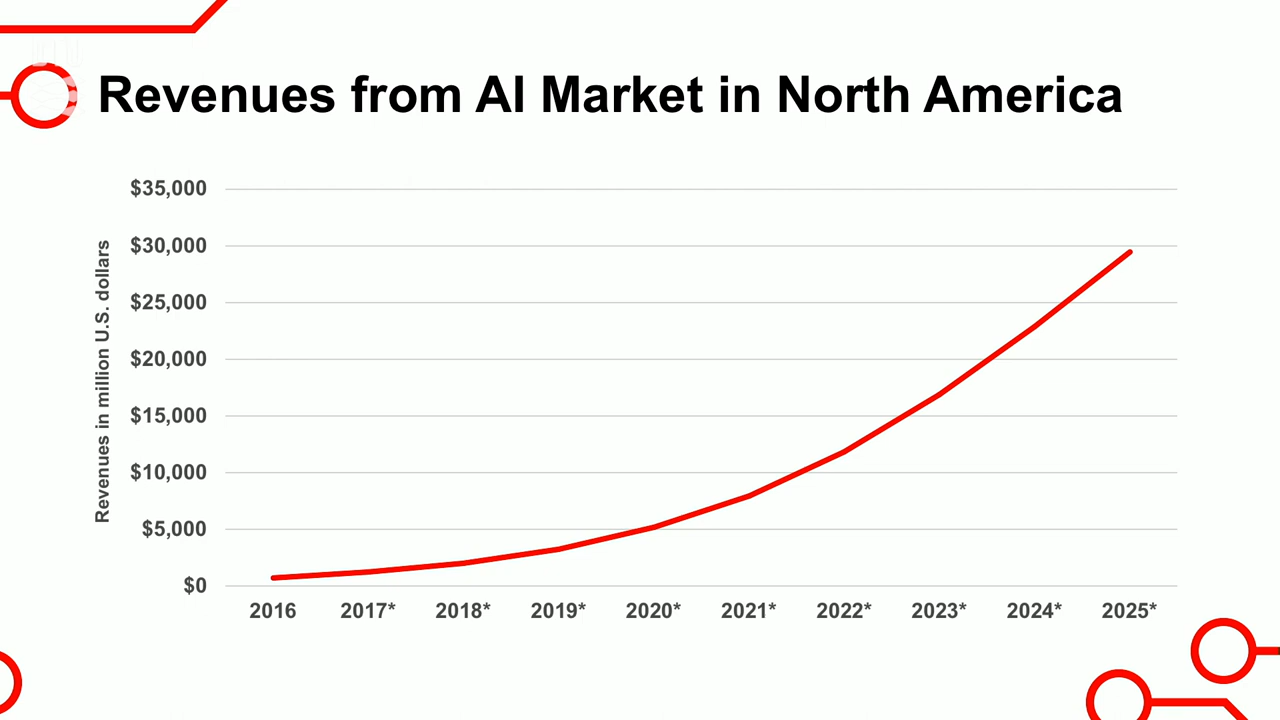 Revenues from AI Market in North America
Revenues in million U.S. dollars
$35,000
$30,000
$25,000
$20,000
$15,000
$10,000
$5,000
$0
2016 2017* 2018* 2019* 2020* 2021* 2022* 2023* 2024* 2025*